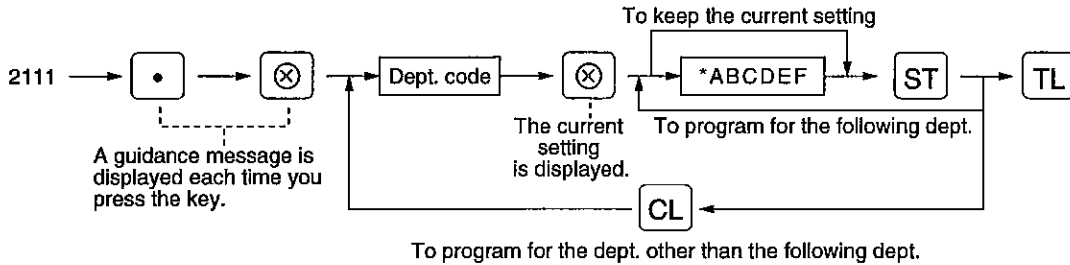 To keep the current setting
2111 • ⊗ Dept. code ⊗ *ABCDEF ST TL
The current
setting
is displayed.
To program for the following dept.
A guidance message is
displayed each time you
press the key.
CL
To program for the dept. other than the following dept.